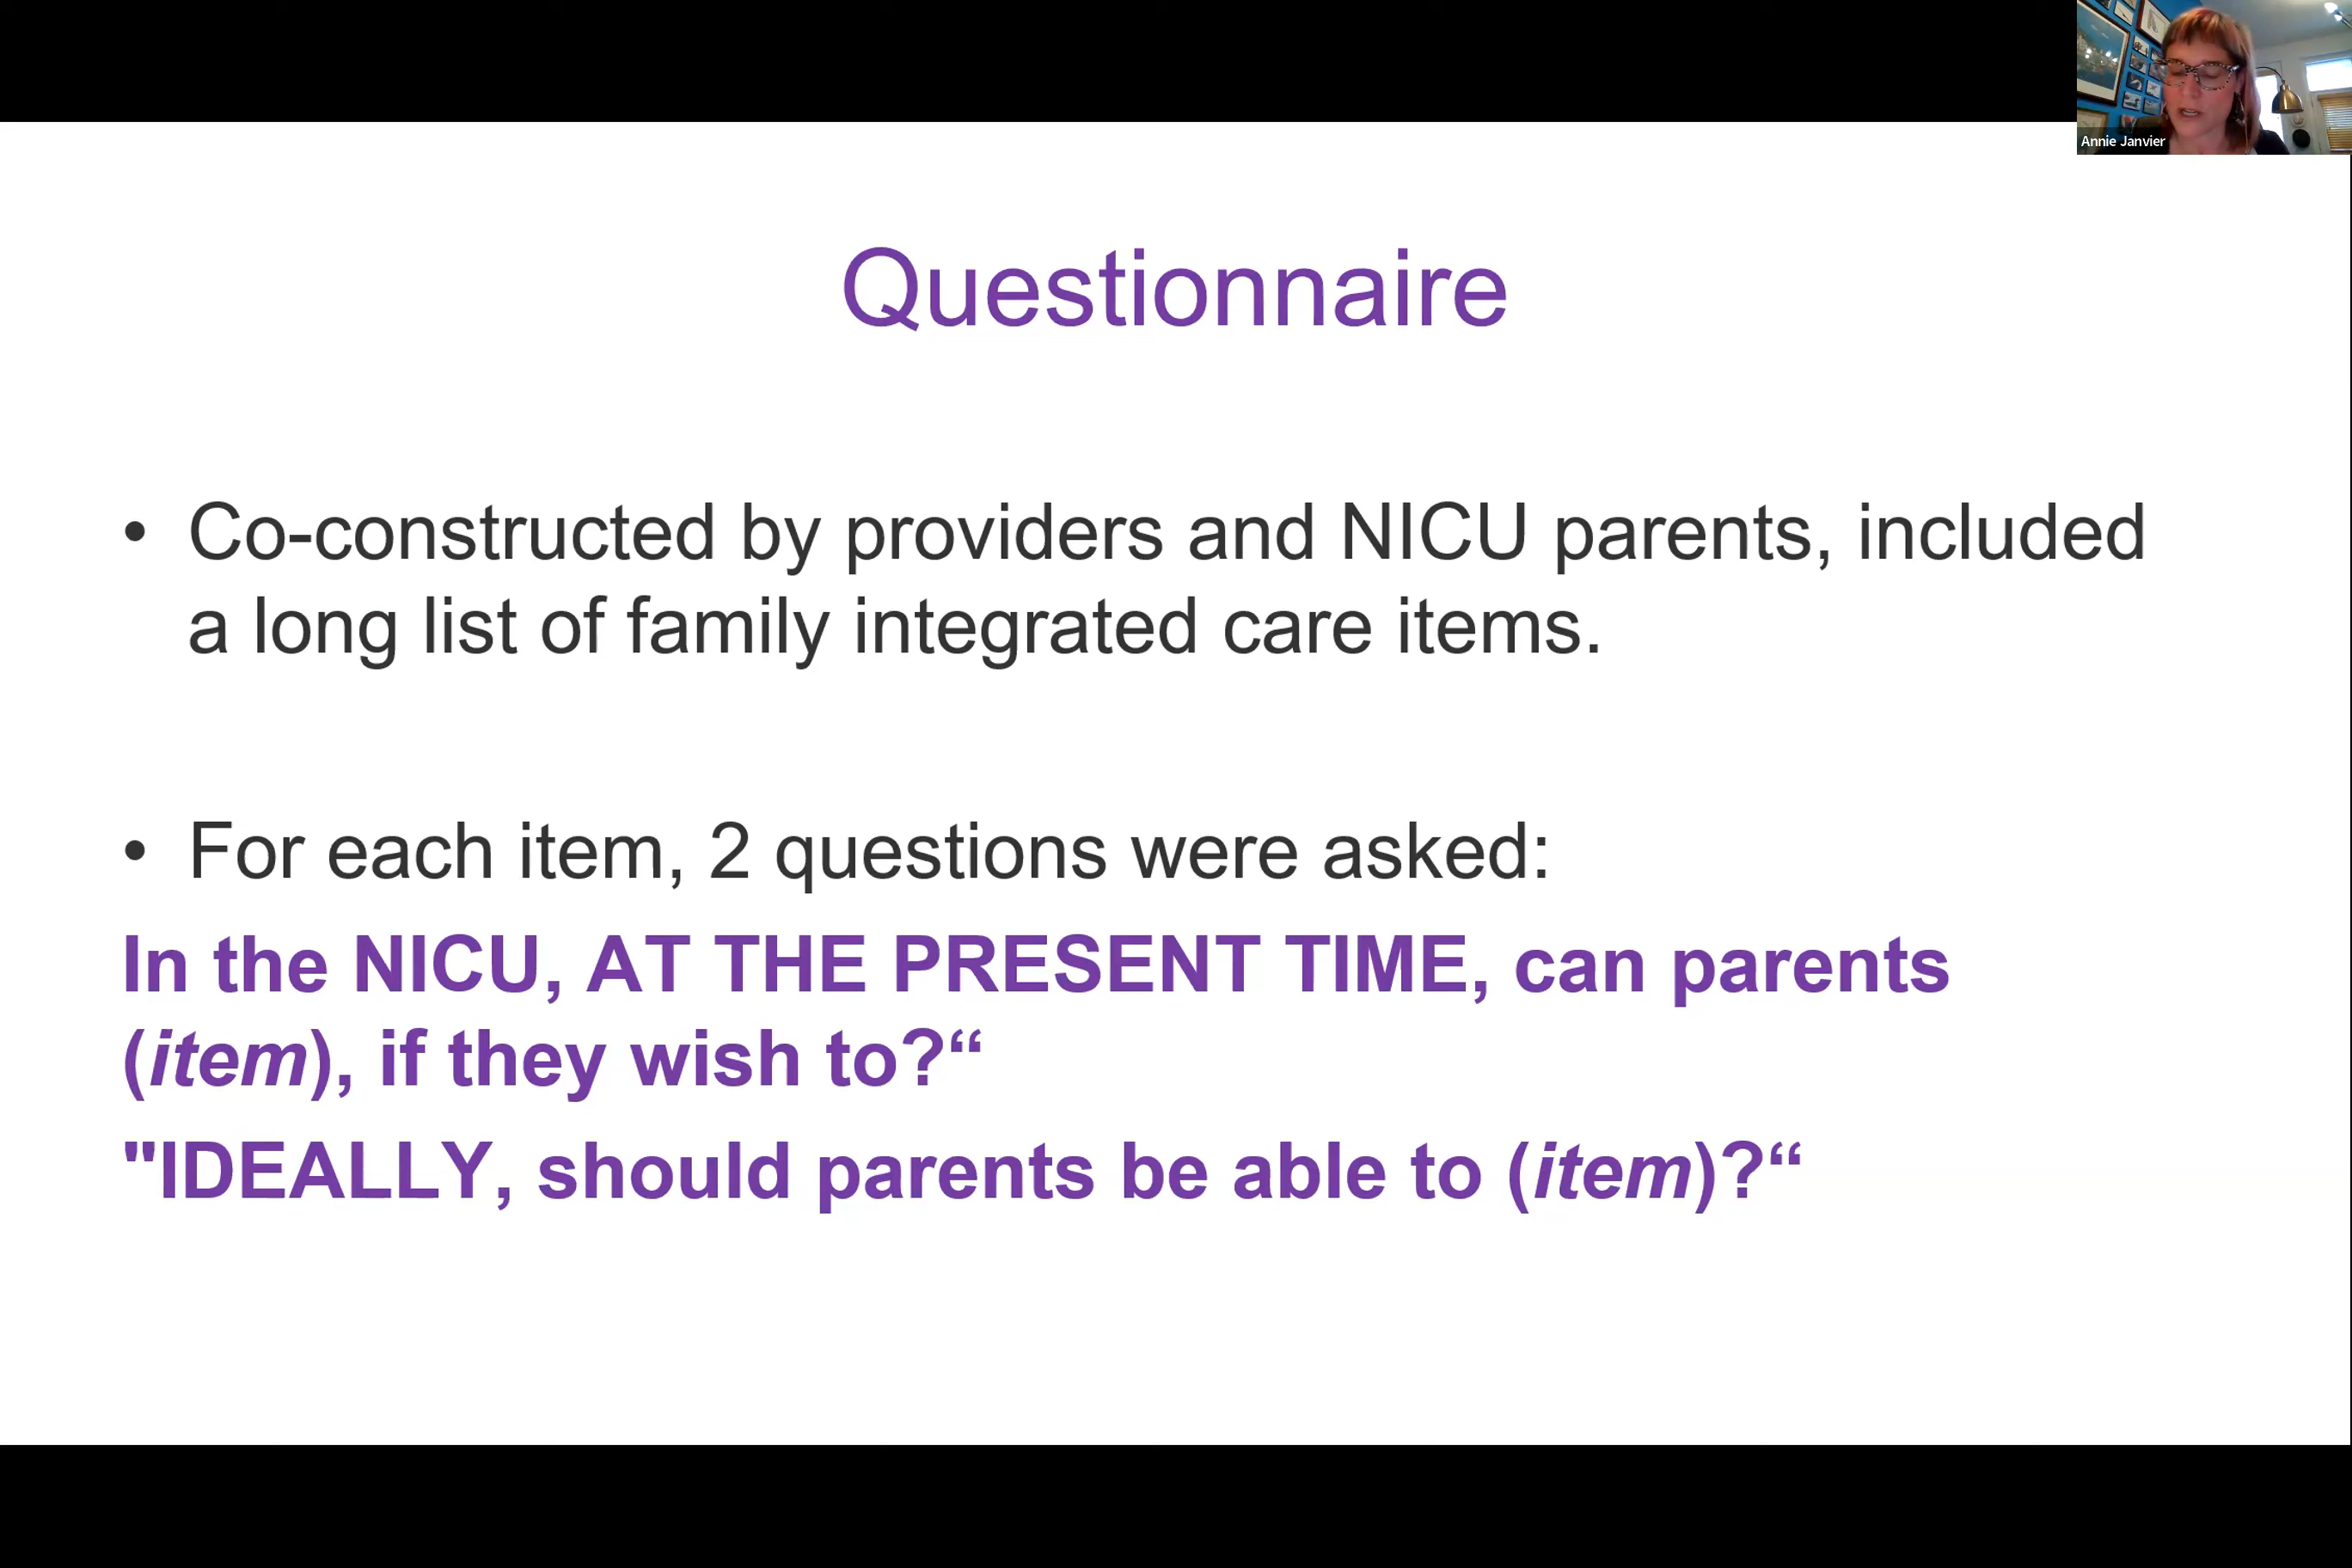 Annie Janvier
Questionnaire
• Co-constructed by providers and NICU parents, included
a long list of family integrated care items.
• For each item, 2 questions were asked:
In the NICU, AT THE PRESENT TIME, can parents
(item), if they wish to?“
"IDEALLY, should parents be able to (item)?“